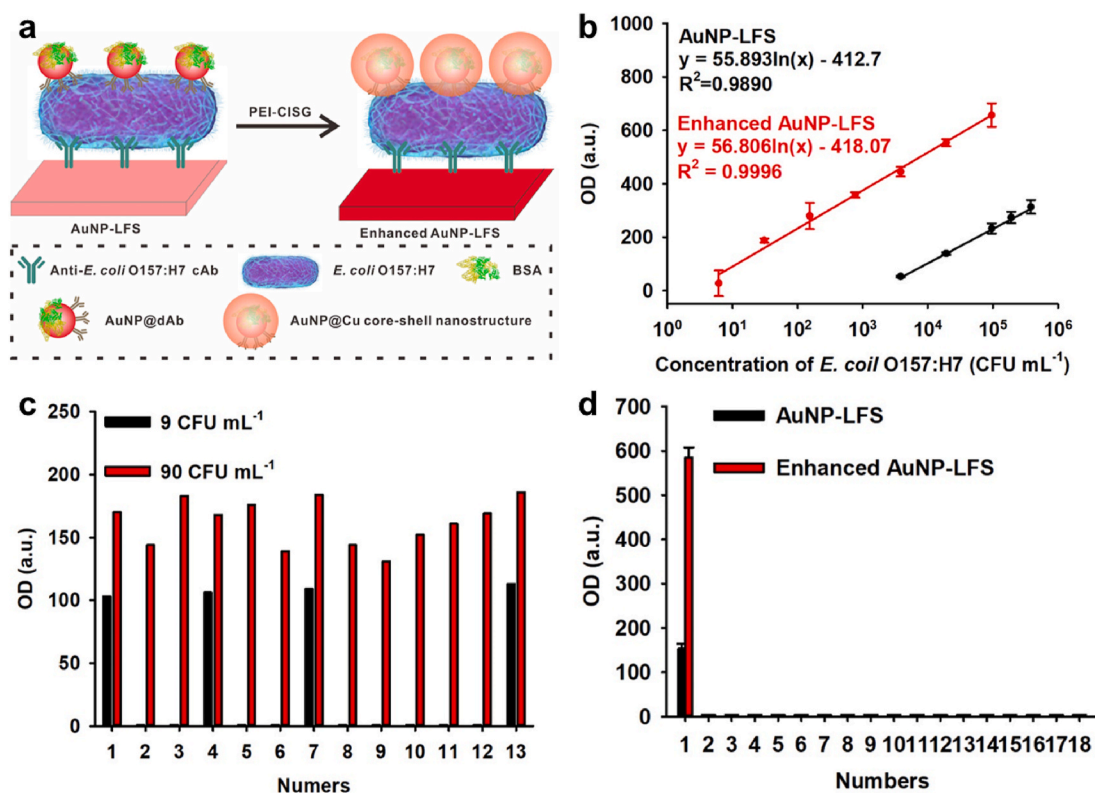 a
PEI-CISG
AuNP-LFS
Enhanced AuNP-LFS
Anti-E. coli O157:H7 cAb
E. coli O157:H7
BSA
AuNP@dAb
AuNP@Cu core-shell nanostructure
b
OD (a.u.)
1000
800
600
400
200
0
AuNP-LFS
y = 55.893ln(x) - 412.7
R²=0.9890
Enhanced AuNP-LFS
y = 56.806ln(x) - 418.07
R² = 0.9996
10⁰ 10¹ 10² 10³ 10⁴ 10⁵ 10⁶
Concentration of E. coil O157:H7 (CFU mL⁻¹)
c
OD (a.u.)
250
200
150
100
50
0
9 CFU mL⁻¹
90 CFU mL⁻¹
1 2 3 4 5 6 7 8 9 10 11 12 13
Numers
d
OD (a.u.)
700
600
500
400
300
200
100
0
AuNP-LFS
Enhanced AuNP-LFS
1 2 3 4 5 6 7 8 9 10 11 12 13 14 15 16 17 18
Numbers